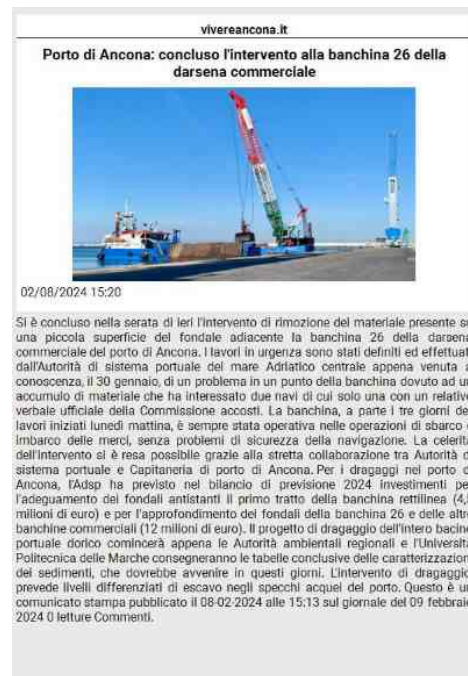 vivereancona.it
Porto di Ancona: concluso l'intervento alla banchina 26 della
darsena commerciale
02/08/2024 15:20
Si è concluso nella serata di ieri l'intervento di rimozione del materiale presente s
una piccola superficie del fondale adiacente la banchina 26 della darsena
commerciale del porto di Ancona. I lavori in urgenza sono stati definiti ed effettuat
dall'Autorità di sistema portuale del mare Adriatico centrale appena venuta a
conoscenza, il 30 gennaio, di un problema in un punto della banchina dovuto ad un
accumulo di materiale che ha interessato due navi di cui solo una con un relativo
verbale ufficiale della Commissione accosti. La banchina, a parte i tre giorni dei
lavori iniziati lunedì mattina, è sempre stata operativa nelle operazioni di sbarco e
imbarco delle merci, senza problemi di sicurezza della navigazione. La celerità
dell'intervento si è resa possibile grazie alla stretta collaborazione tra Autorità di
sistema portuale e Capitaneria di porto di Ancona. Per i dragaggi nel porto d
Ancona, l'Adsp ha previsto nel bilancio di previsione 2024 investimenti per
l'adeguamento dei fondali antistanti il primo tratto della banchina rettilinea (4,5
milioni di euro) e per l'approfondimento dei fondali della banchina 26 e delle altre
banchine commerciali (12 milioni di euro). Il progetto di dragaggio dell'intero bacino
portuale dorico comincerà appena le Autorità ambientali regionali e l'Università
Politecnica delle Marche consegneranno le tabelle conclusive delle caratterizzazion
dei sedimenti, che dovrebbe avvenire in questi giorni. L'intervento di dragaggio
prevede livelli differenziati di escavo negli specchi acquei del porto. Questo è un
comunicato stampa pubblicato il 08-02-2024 alle 15:13 sul giornale del 09 febbraio
2024 0 letture Commenti.